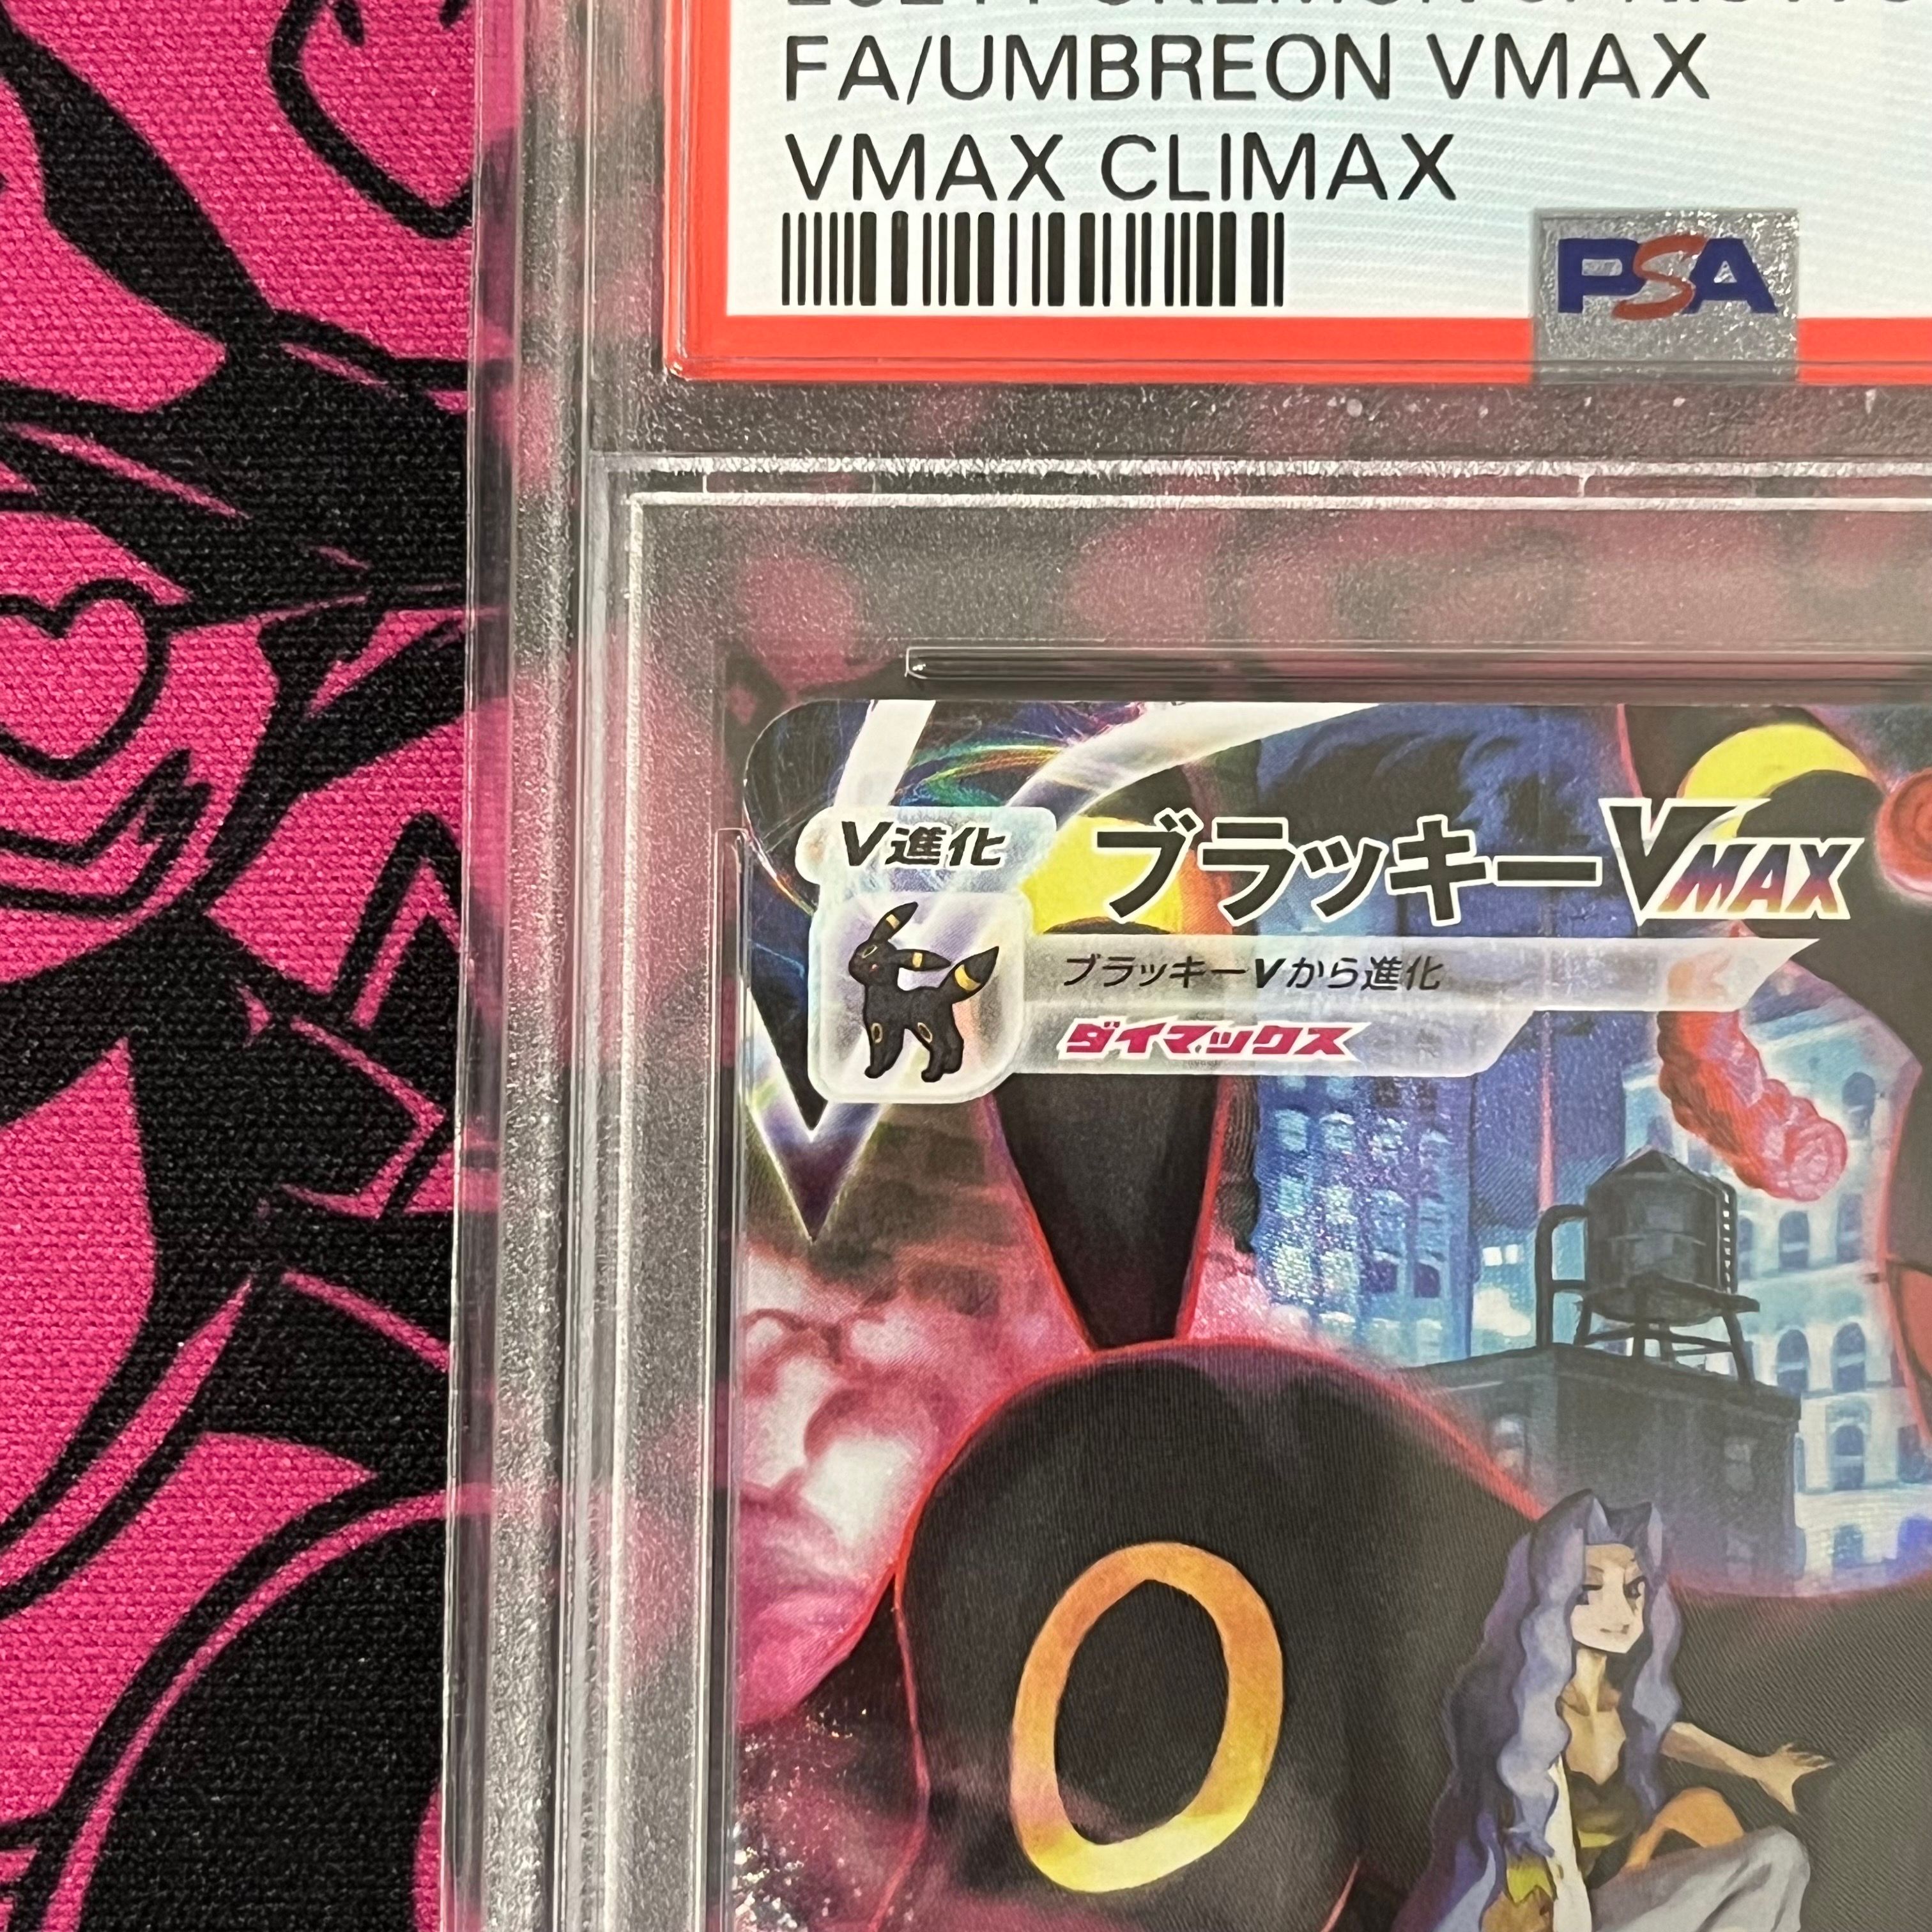 FA/UMBREON VMAX
VMAX CLIMAX
PSA
V進化
ブラッキーVMAX
ブラッキーVから進化
ダイマックス